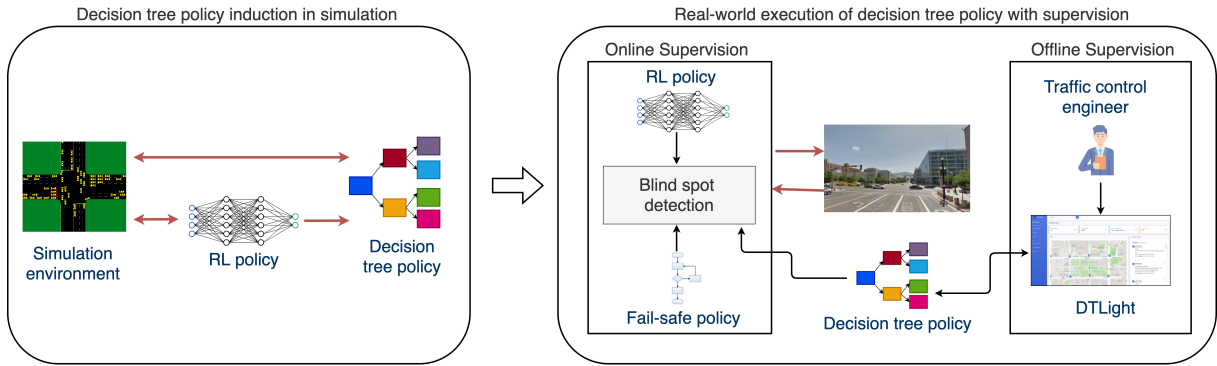 Decision tree policy induction in simulation
Simulation
environment
RL policy
Decision
tree policy
Real-world execution of decision tree policy with supervision
Online Supervision
RL policy
Blind spot
detection
Fail-safe policy
Decision tree policy
Offline Supervision
Traffic control
engineer
DTLight